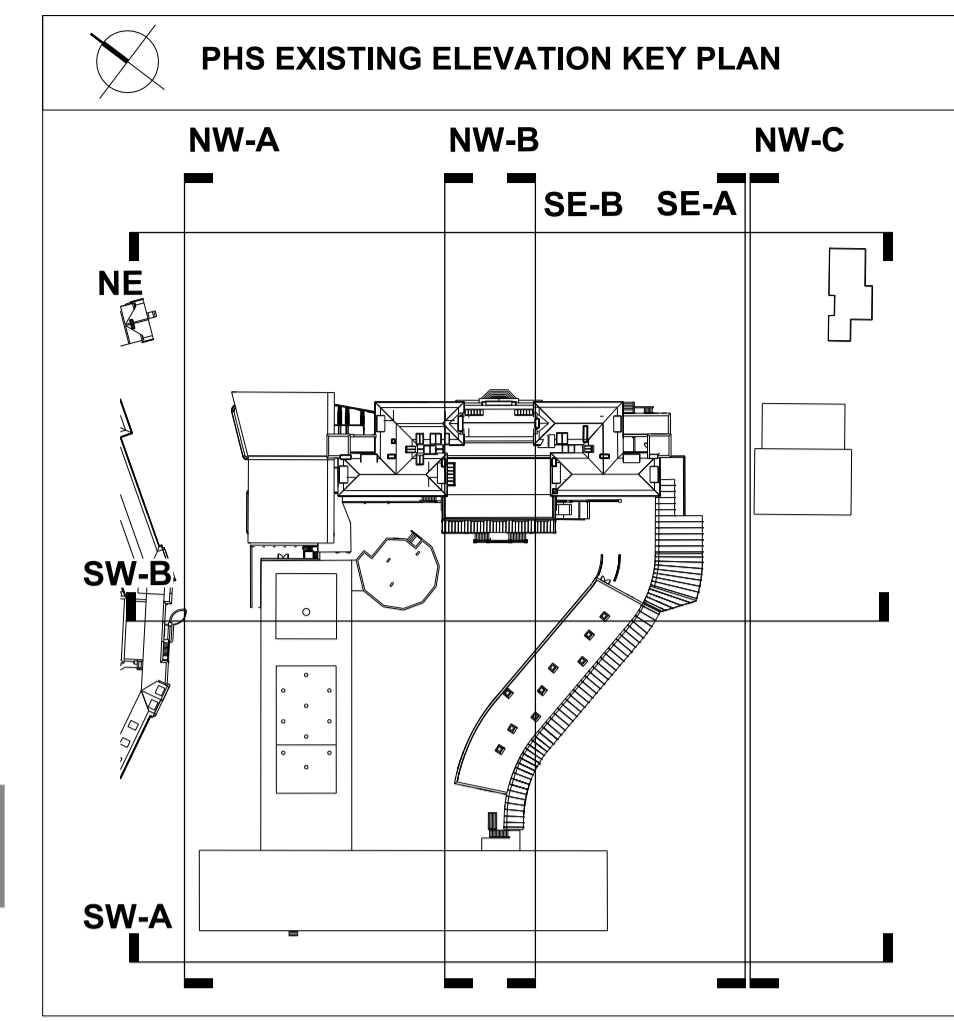 PHS EXISTING ELEVATION KEY PLAN
NW-A NW-B NW-C
SE-B SE-A
NE
SW-B
SW-A